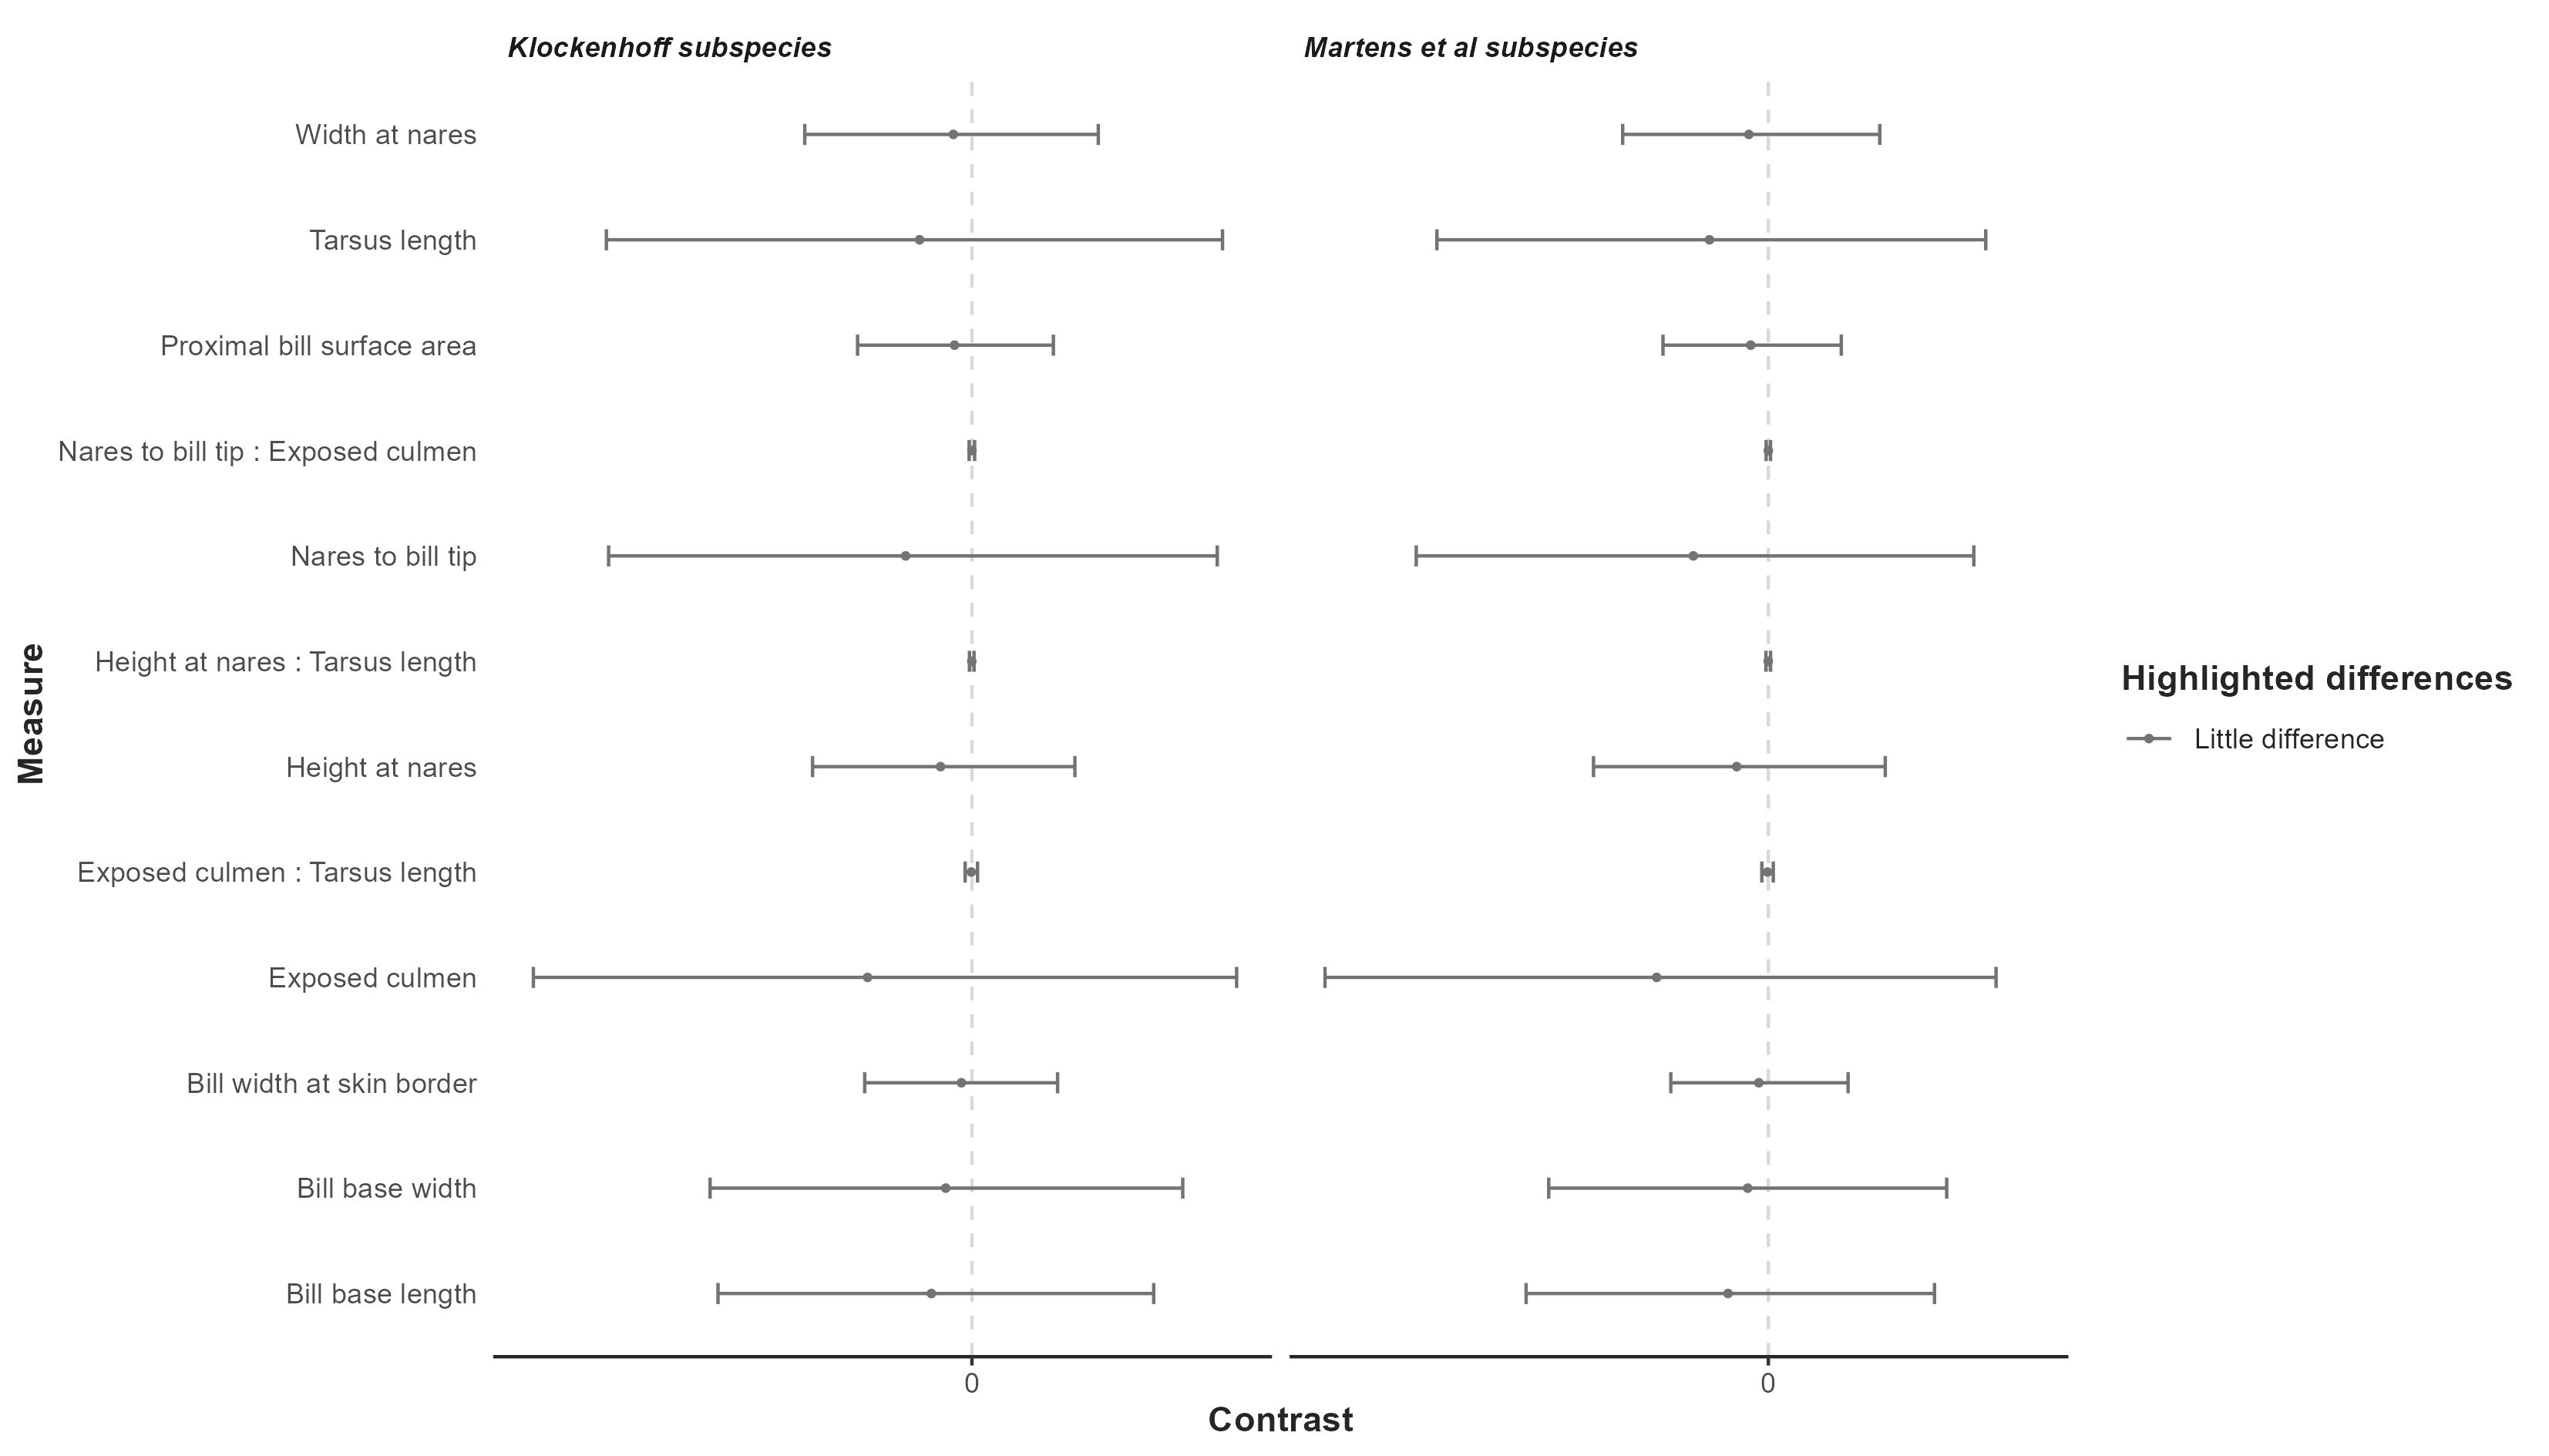 Klockenhoff subspecies
Martens et al subspecies
Width at nares
Tarsus length
Proximal bill surface area
Nares to bill tip : Exposed culmen
Nares to bill tip
Height at nares : Tarsus length
Height at nares
Exposed culmen : Tarsus length
Exposed culmen
Bill width at skin border
Bill base width
Bill base length
Measure
0
0
Contrast
Highlighted differences
Little difference